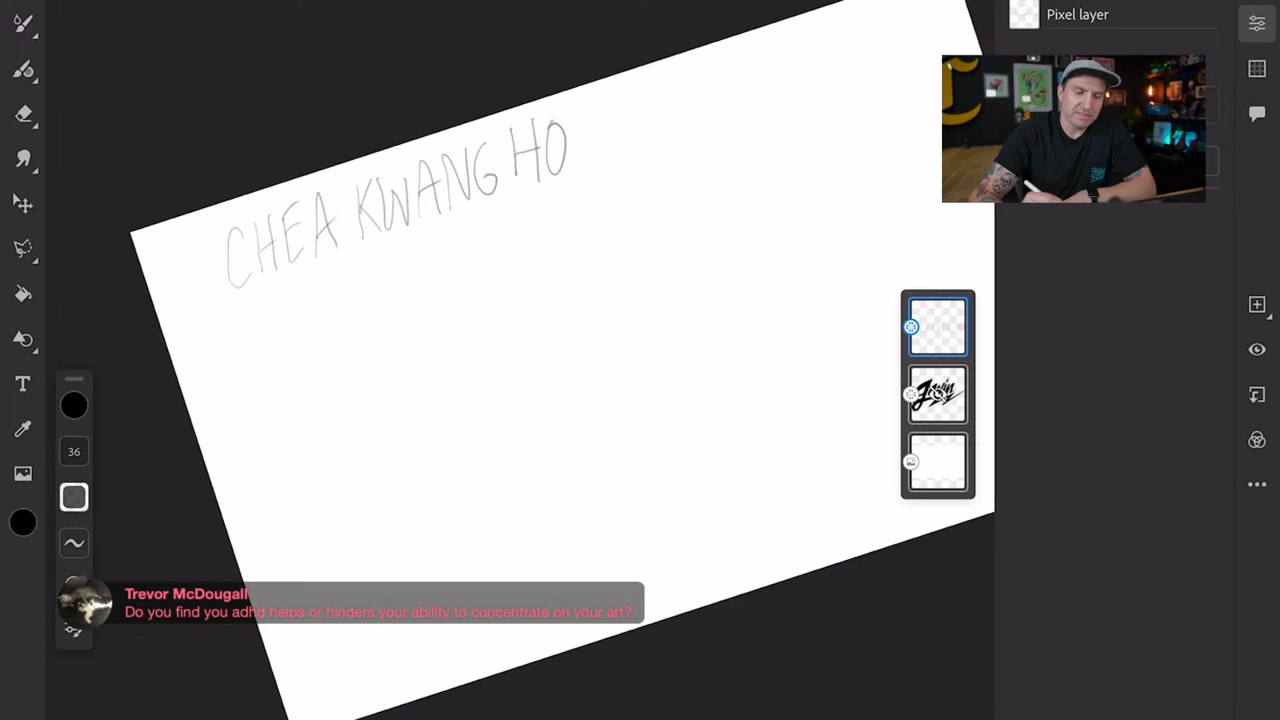 Pixel layer
CHEA KWANG HO
36
T
Trevor McDougall
Do you find you adhd helps or hinders your ability to concentrate on your art?